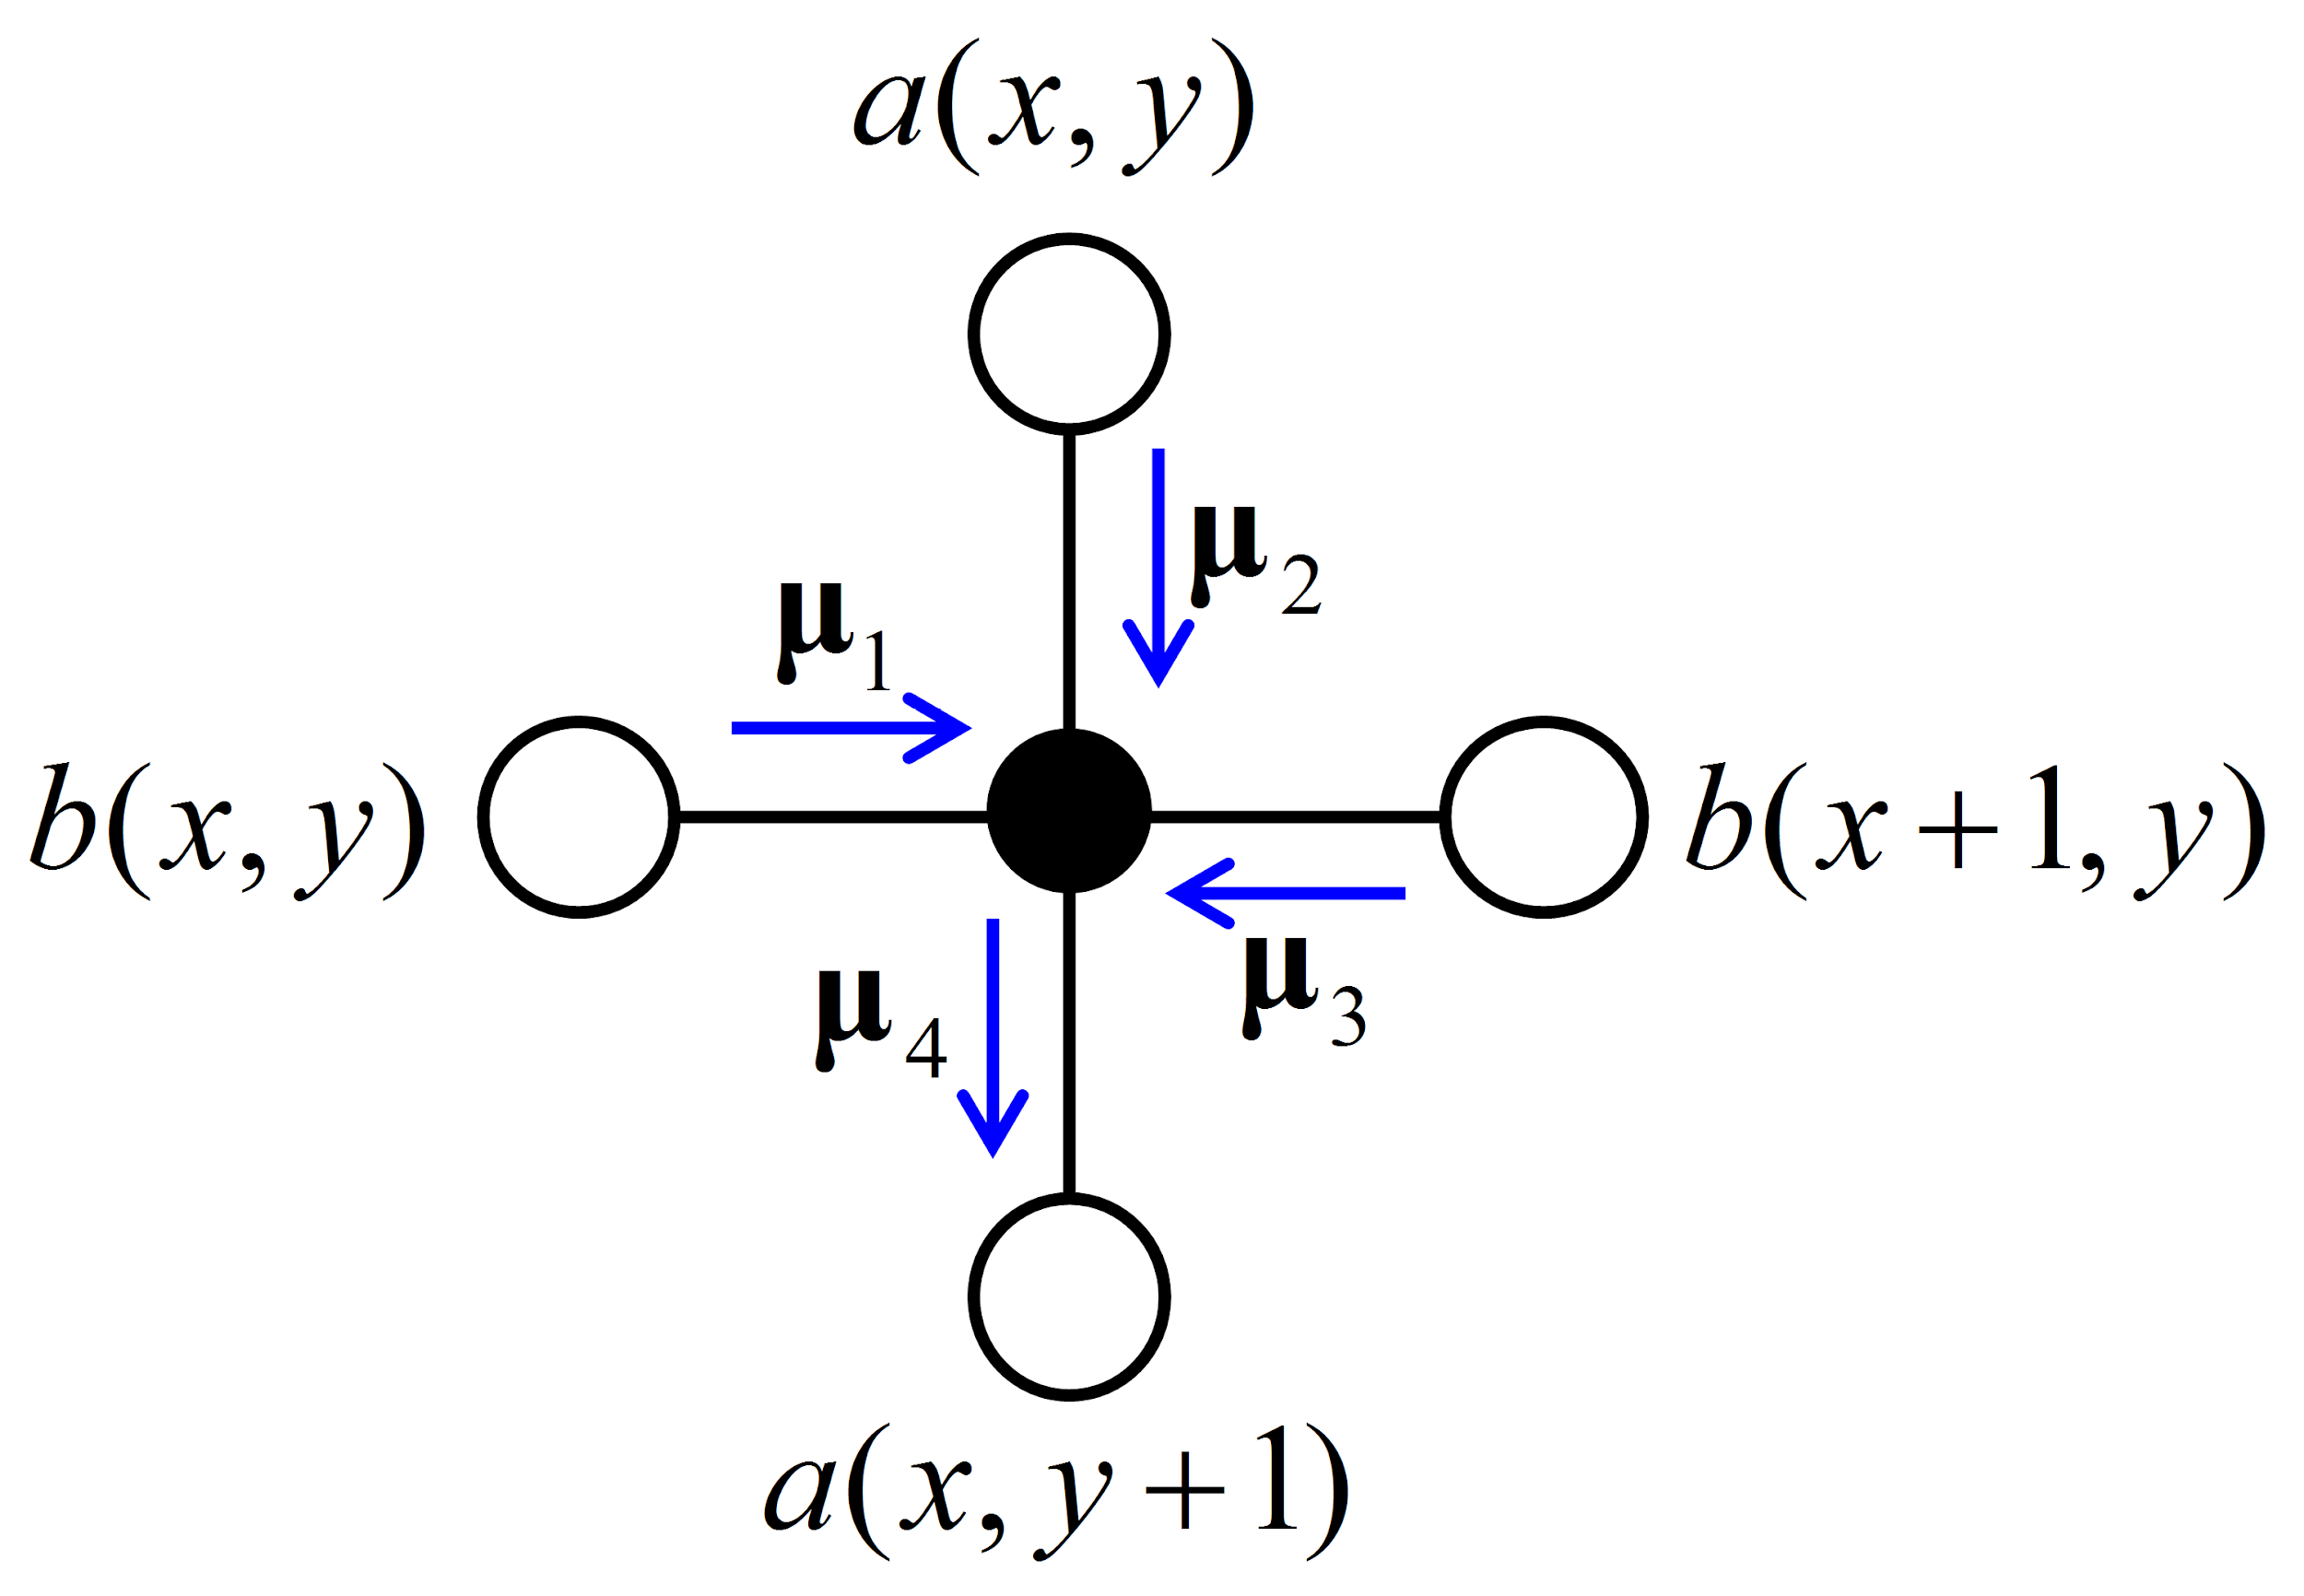 a(x, y)
μ₂
μ₁
b(x, y)
b(x+1, y)
μ₃
μ₄
a(x, y+1)